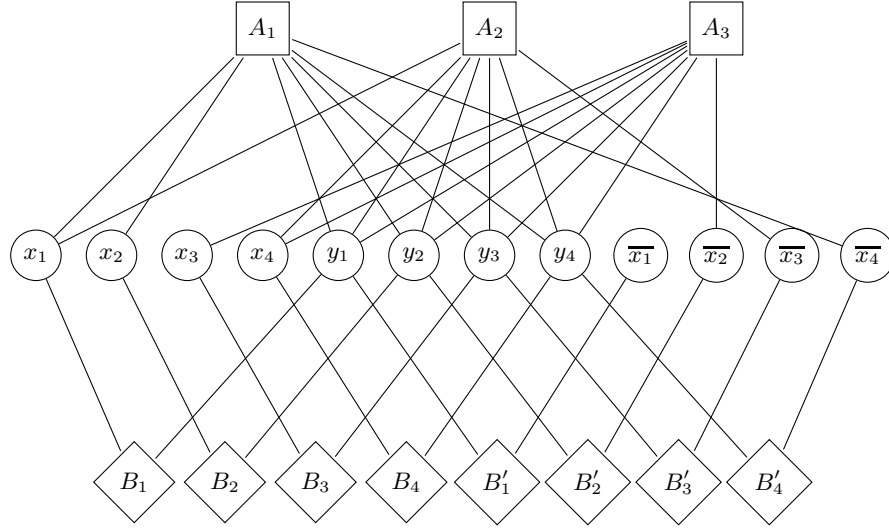 A₁ A₂ A₃
x₁ x₂ x₃ x₄ y₁ y₂ y₃ y₄ x̅₁ x̅₂ x̅₃ x̅₄
B₁ B₂ B₃ B₄ B′₁ B′₂ B′₃ B′₄